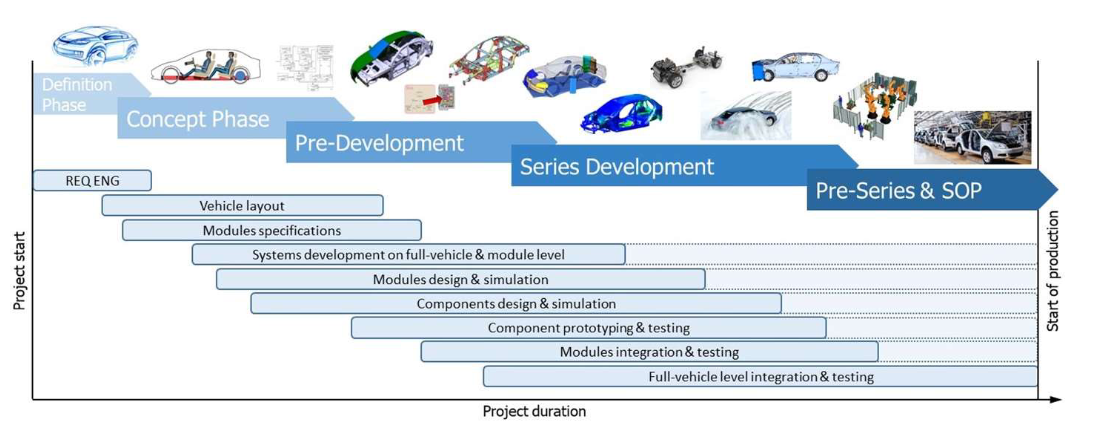 Definition
Phase
Concept Phase
Pre-Development
Series Development
Pre-Series & SOP
REQ ENG
Vehicle layout
Modules specifications
Systems development on full-vehicle & module level
Modules design & simulation
Components design & simulation
Component prototyping & testing
Modules integration & testing
Full-vehicle level integration & testing
Project start
Start of production
Project duration